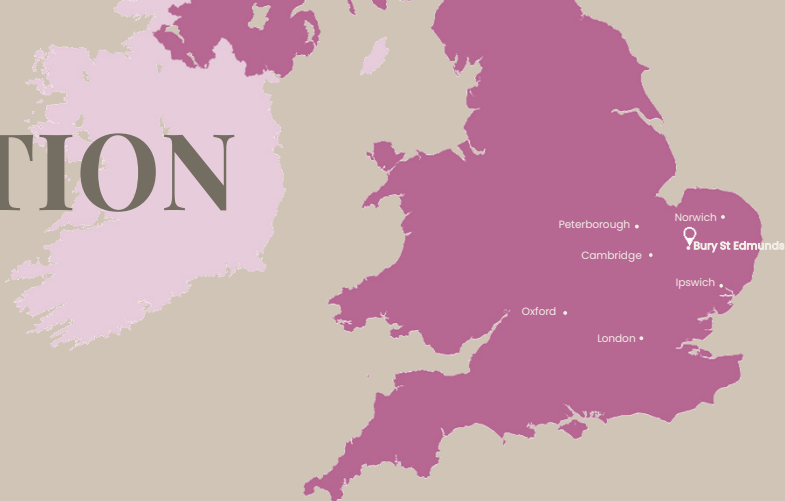 TION
Norwich
Peterborough
Bury St Edmunds
Cambridge
Ipswich
Oxford
London